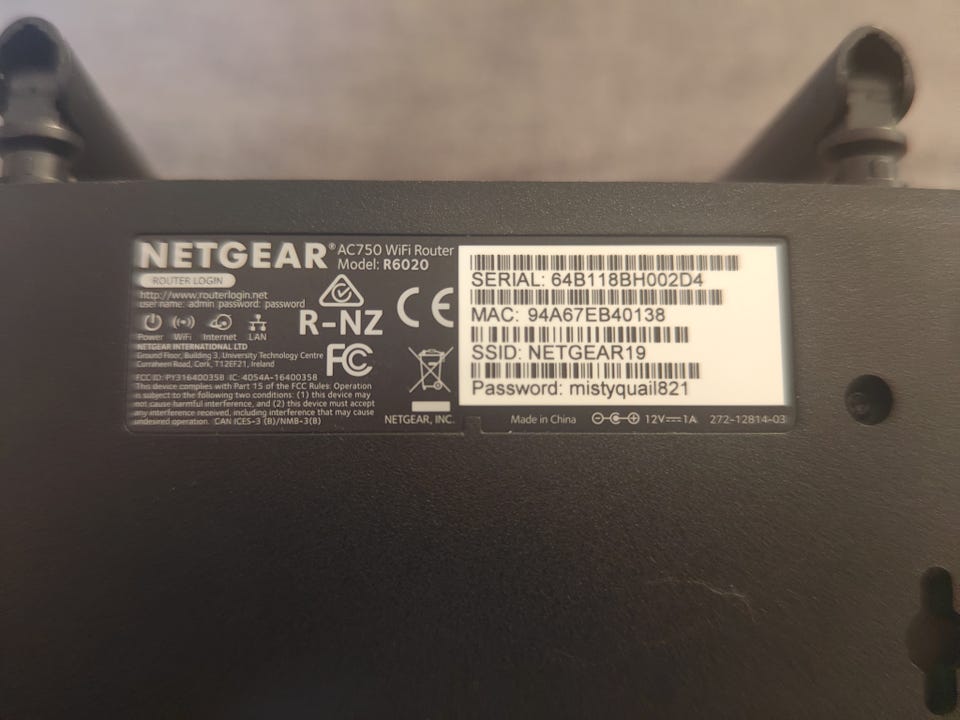 NETGEAR® AC750 WiFi Router
Model: R6020
ROUTER LOGIN
http://www.routerlogin.net
user name: admin password: password
Power WiFi Internet LAN
NETGEAR INTERNATIONAL LTD
Ground Floor, Building 3, University Technology Centre
Curraheen Road, Cork, T12EF21, Ireland
FCC ID: PY316400358 IC: 4054A-16400358
This device complies with Part 15 of the FCC Rules. Operation
is subject to the following two conditions: (1) this device may
not cause harmful interference, and (2) this device must accept
any interference received, including interference that may cause
undesired operation. CAN ICES-3 (B)/NMB-3(B)
R-NZ
CE
FC
NETGEAR, INC.
SERIAL: 64B118BH002D4
MAC: 94A67EB40138
SSID: NETGEAR19
Password: mistyquail821
Made in China 12V⎓1A 272-12814-03